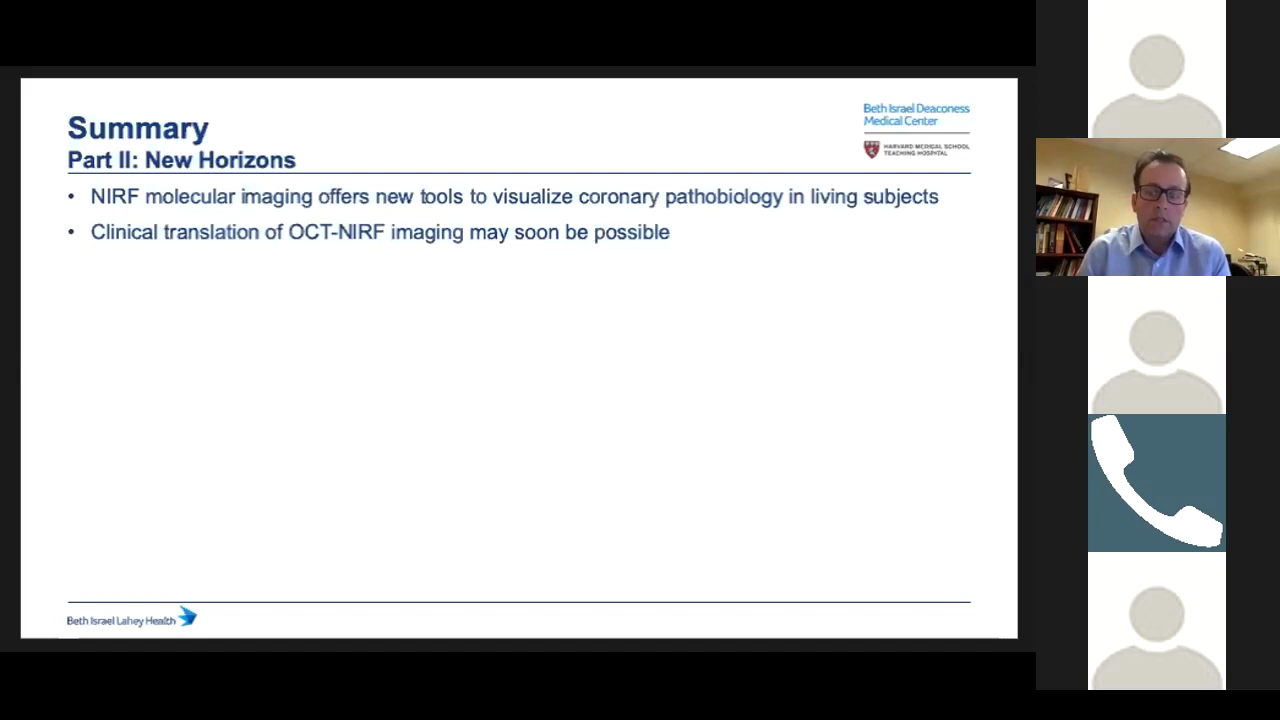 Summary
Part II: New Horizons
Beth Israel Deaconess
Medical Center
HARVARD MEDICAL SCHOOL
TEACHING HOSPITAL
• NIRF molecular imaging offers new tools to visualize coronary pathobiology in living subjects
• Clinical translation of OCT-NIRF imaging may soon be possible
Beth Israel Lahey Health